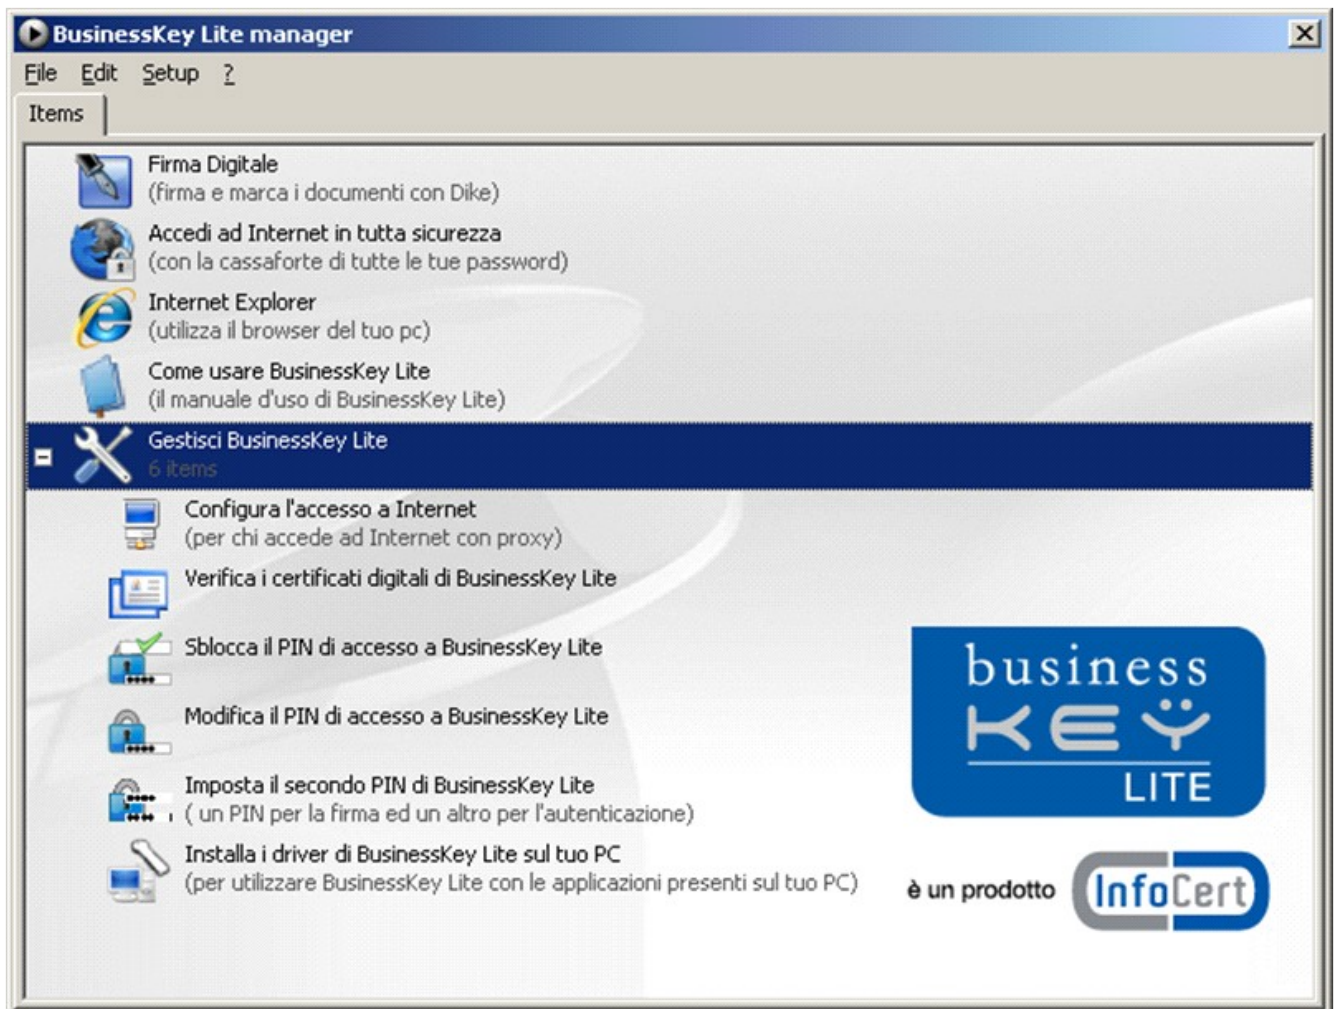 BusinessKey Lite manager
File Edit Setup ?
Items
Firma Digitale
(firma e marca i documenti con Dike)
Accedi ad Internet in tutta sicurezza
(con la cassaforte di tutte le tue password)
Internet Explorer
(utilizza il browser del tuo pc)
Come usare BusinessKey Lite
(il manuale d'uso di BusinessKey Lite)
Gestisci BusinessKey Lite
6 items
Configura l'accesso a Internet
(per chi accede ad Internet con proxy)
Verifica i certificati digitali di BusinessKey Lite
Sblocca il PIN di accesso a BusinessKey Lite
Modifica il PIN di accesso a BusinessKey Lite
Imposta il secondo PIN di BusinessKey Lite
( un PIN per la firma ed un altro per l'autenticazione)
Installa i driver di BusinessKey Lite sul tuo PC
(per utilizzare BusinessKey Lite con le applicazioni presenti sul tuo PC)
business
KEŸ
LITE
è un prodotto InfoCert